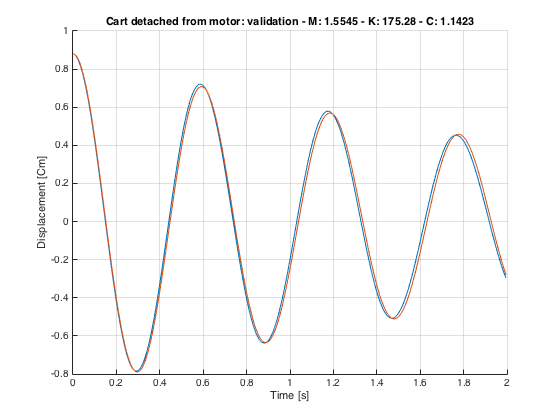 Cart detached from motor: validation - M: 1.5545 - K: 175.28 - C: 1.1423
1
0.8
0.6
0.4
0.2
0
-0.2
-0.4
-0.6
-0.8
Displacement [Cm]
0 0.2 0.4 0.6 0.8 1 1.2 1.4 1.6 1.8 2
Time [s]